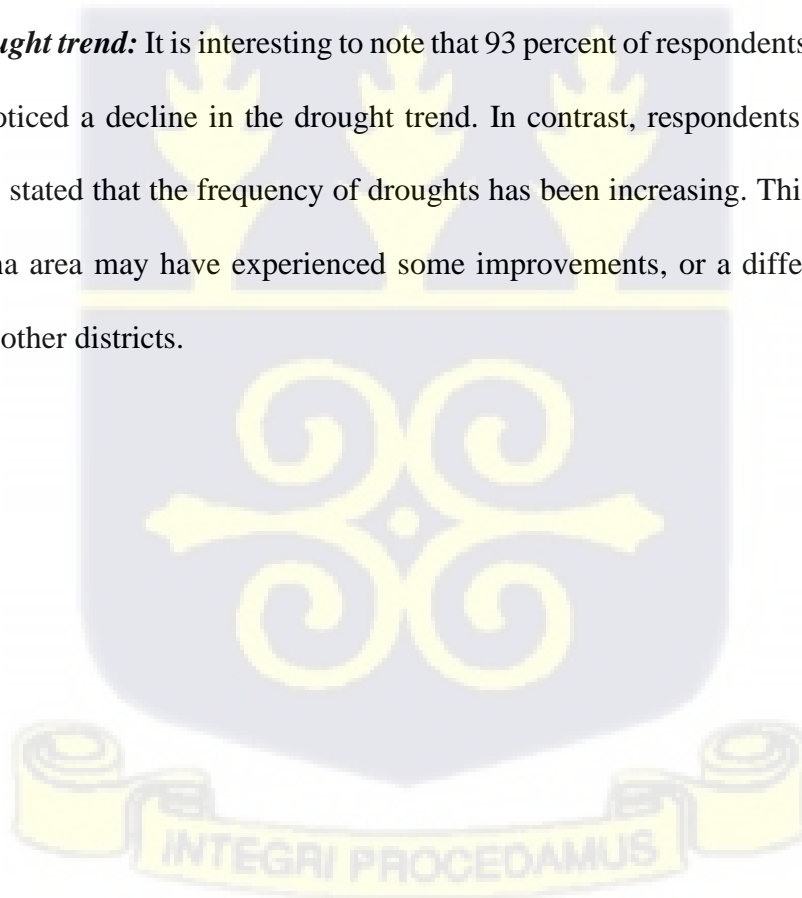 ught trend: It is interesting to note that 93 percent of respondents
oticed a decline in the drought trend. In contrast, respondents
stated that the frequency of droughts has been increasing. Thi
na area may have experienced some improvements, or a diffe
other districts.
INTEGRI PROCEDAMUS